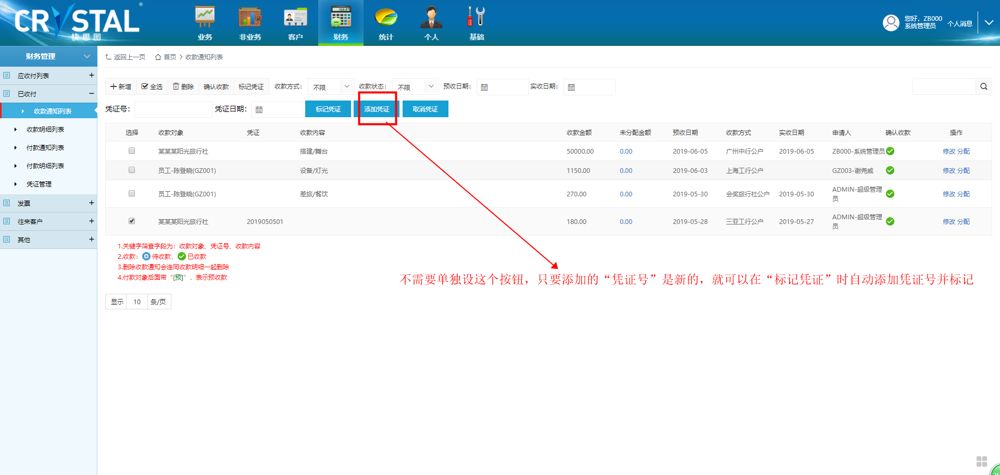 CRYSTAL®
快思图
业务 非业务 客户 财务 统计 个人 基础
您好，ZB000
系统管理员
个人消息
财务管理
返回上一页 首页 > 收款通知列表
应收付列表 +
已收付 −
收款通知列表
收款明细列表
付款通知列表
付款明细列表
凭证管理
发票 +
往来客户 +
其他 +
新增 全选 删除 确认收款 标记凭证 收款方式： 不限 收款状态： 不限 预收日期： 实收日期：
凭证号： 凭证日期： 标记凭证 添加凭证 取消凭证
选择 收款对象 凭证 收款内容 收款金额 未分配金额 预收日期 收款方式 实收日期 申请人 确认收款 操作
某某某阳光旅行社 搭建/舞台 50000.00 0.00 2019-06-05 广州中行公户 2019-06-05 ZB000-系统管理员 修改 分配
员工-陈登晓(GZ001) 设备/灯光 1150.00 0.00 2019-06-03 上海工行公户 GZ003-谢尧威 修改 分配
员工-陈登晓(GZ001) 差旅/餐饮 270.00 0.00 2019-05-30 会奖旅行社公户 2019-05-30 ADMIN-超级管理员 修改 分配
某某某阳光旅行社 2019050501 180.00 0.00 2019-05-28 三亚工行公户 2019-05-27 ADMIN-超级管理员 修改 分配
1.关键字筛查字段为：收款对象、凭证号、收款内容
2.收款： 待收款， 已收款
3.删除收款通知会连同收款明细一起删除
4.付款对象后面带“[预]”，表示预收款
不需要单独设这个按钮，只要添加的“凭证号”是新的，就可以在“标记凭证”时自动添加凭证号并标记
显示 10 条/页